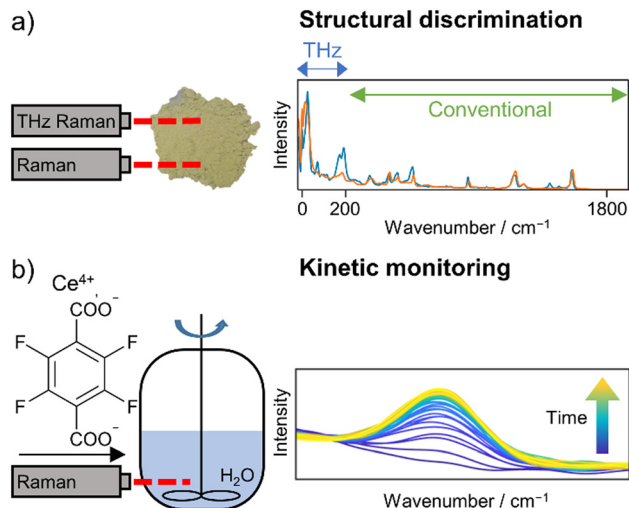 a)
Structural discrimination
THz Raman
Raman
THz
Conventional
Intensity
0 200 1800
Wavenumber / cm⁻¹
b)
Kinetic monitoring
Ce⁴⁺
,
COO⁻
F F
F F
COO⁻
Raman
H₂O
Intensity
Time
Wavenumber / cm⁻¹